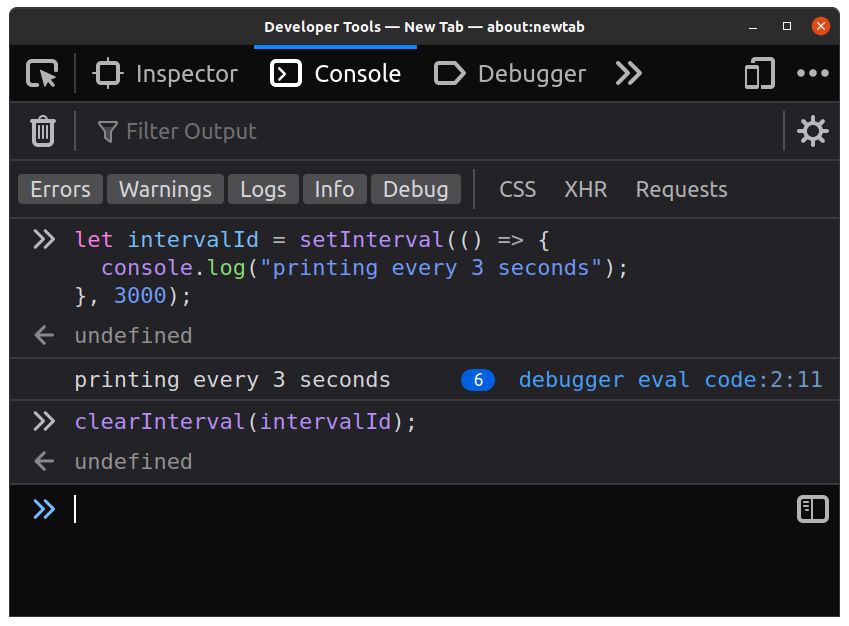 Developer Tools — New Tab — about:newtab
Inspector Console Debugger
Filter Output
Errors Warnings Logs Info Debug CSS XHR Requests
let intervalId = setInterval(() => {
  console.log("printing every 3 seconds");
}, 3000);
undefined
printing every 3 seconds 6 debugger eval code:2:11
clearInterval(intervalId);
undefined